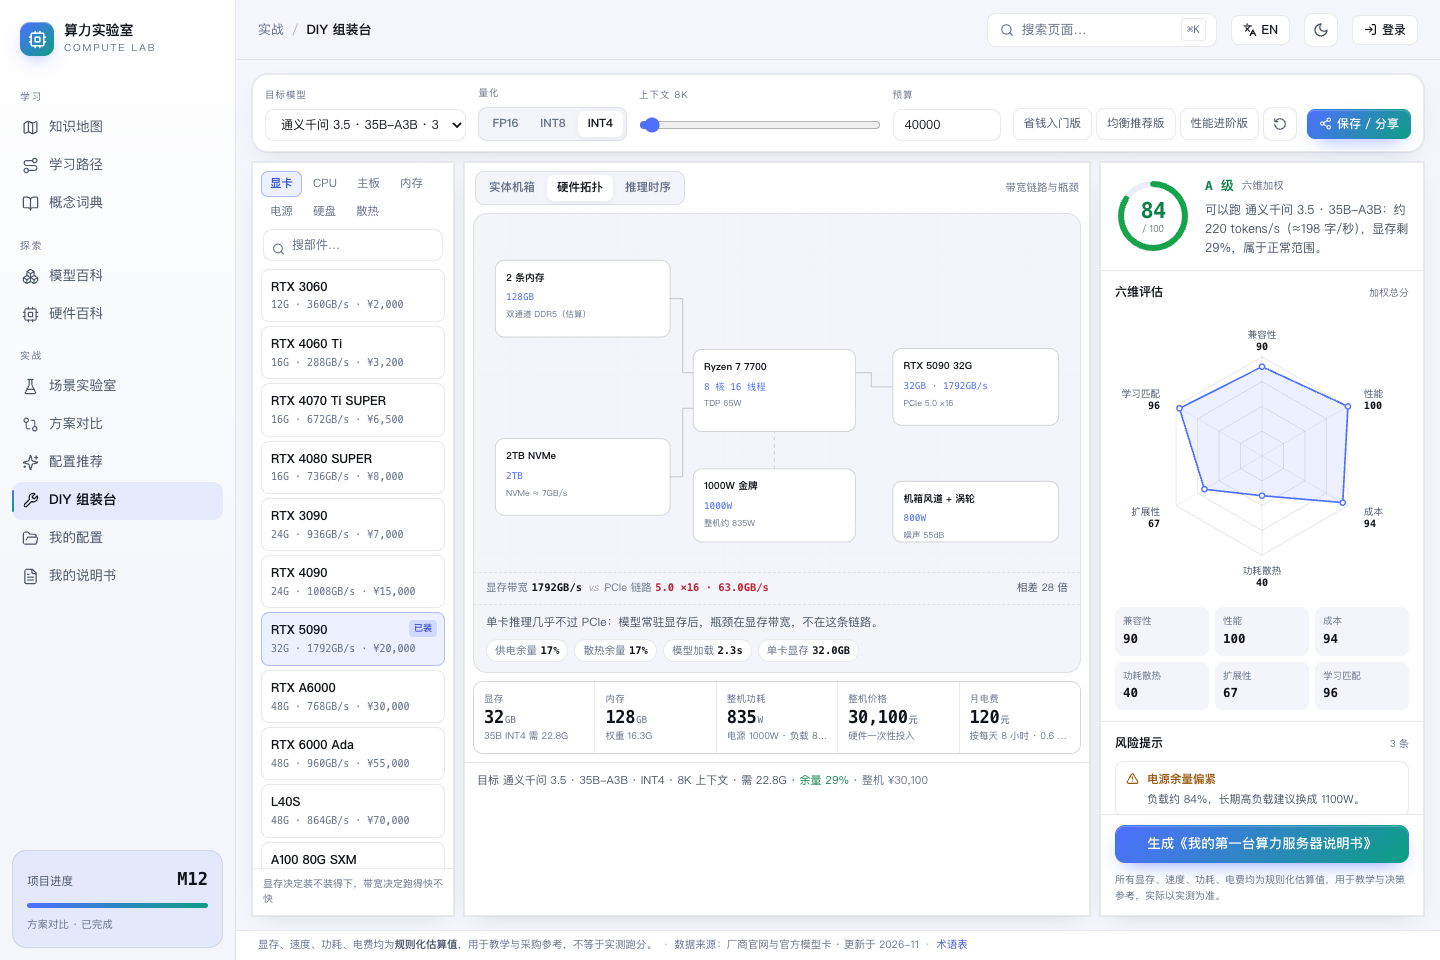 算力实验室
COMPUTE LAB
学习
知识地图
学习路径
概念词典
探索
模型百科
硬件百科
实战
场景实验室
方案对比
配置推荐
DIY 组装台
我的配置
我的说明书
项目进度 M12
方案对比 · 已完成
实战 / DIY 组装台
搜索页面... ⌘K
EN
登录
目标模型
通义千问 3.5 · 35B-A3B · 3
量化
FP16 INT8 INT4
上下文 8K
预算
40000
省钱入门版 均衡推荐版 性能进阶版
保存 / 分享
显卡 CPU 主板 内存
电源 硬盘 散热
搜部件...
RTX 3060
12G · 360GB/s · ¥2,000
RTX 4060 Ti
16G · 288GB/s · ¥3,200
RTX 4070 Ti SUPER
16G · 672GB/s · ¥6,500
RTX 4080 SUPER
16G · 736GB/s · ¥8,000
RTX 3090
24G · 936GB/s · ¥7,000
RTX 4090
24G · 1008GB/s · ¥15,000
RTX 5090 已装
32G · 1792GB/s · ¥20,000
RTX A6000
48G · 768GB/s · ¥30,000
RTX 6000 Ada
48G · 960GB/s · ¥55,000
L40S
48G · 864GB/s · ¥70,000
A100 80G SXM
显存决定装不装得下，带宽决定跑得快不
快
实体机箱 硬件拓扑 推理时序
带宽链路与瓶颈
2 条内存
128GB
双通道 DDR5（估算）
Ryzen 7 7700
8 核 16 线程
TDP 65W
RTX 5090 32G
32GB · 1792GB/s
PCIe 5.0 ×16
2TB NVMe
2TB
NVMe ≈ 7GB/s
1000W 金牌
1000W
整机约 835W
机箱风道 + 涡轮
800W
噪声 55dB
显存带宽 1792GB/s vs PCIe 链路 5.0 ×16 · 63.0GB/s 相差 28 倍
单卡推理几乎不过 PCIe：模型常驻显存后，瓶颈在显存带宽，不在这条链路。
供电余量 17% 散热余量 17% 模型加载 2.3s 单卡显存 32.0GB
显存
32GB
35B INT4 需 22.8G
内存
128GB
权重 16.3G
整机功耗
835W
电源 1000W · 负载 8...
整机价格
30,100元
硬件一次性投入
月电费
120元
按每天 8 小时 · 0.6 ...
目标 通义千问 3.5 · 35B-A3B · INT4 · 8K 上下文 · 需 22.8G · 余量 29% · 整机 ¥30,100
84
/ 100
A 级 六维加权
可以跑 通义千问 3.5 · 35B-A3B：约
220 tokens/s（≈198 字/秒），显存剩
29%，属于正常范围。
六维评估 加权总分
兼容性
90
性能
100
成本
94
功耗散热
40
扩展性
67
学习匹配
96
兼容性
90
性能
100
成本
94
功耗散热
40
扩展性
67
学习匹配
96
风险提示 3 条
电源余量偏紧
负载约 84%，长期高负载建议换成 1100W。
生成《我的第一台算力服务器说明书》
所有显存、速度、功耗、电费均为规则化估算值，用于教学与决策
参考，实际以实测为准。
显存、速度、功耗、电费均为规则化估算值，用于教学与采购参考，不等于实测跑分。 · 数据来源：厂商官网与官方模型卡 · 更新于 2026-11 · 术语表